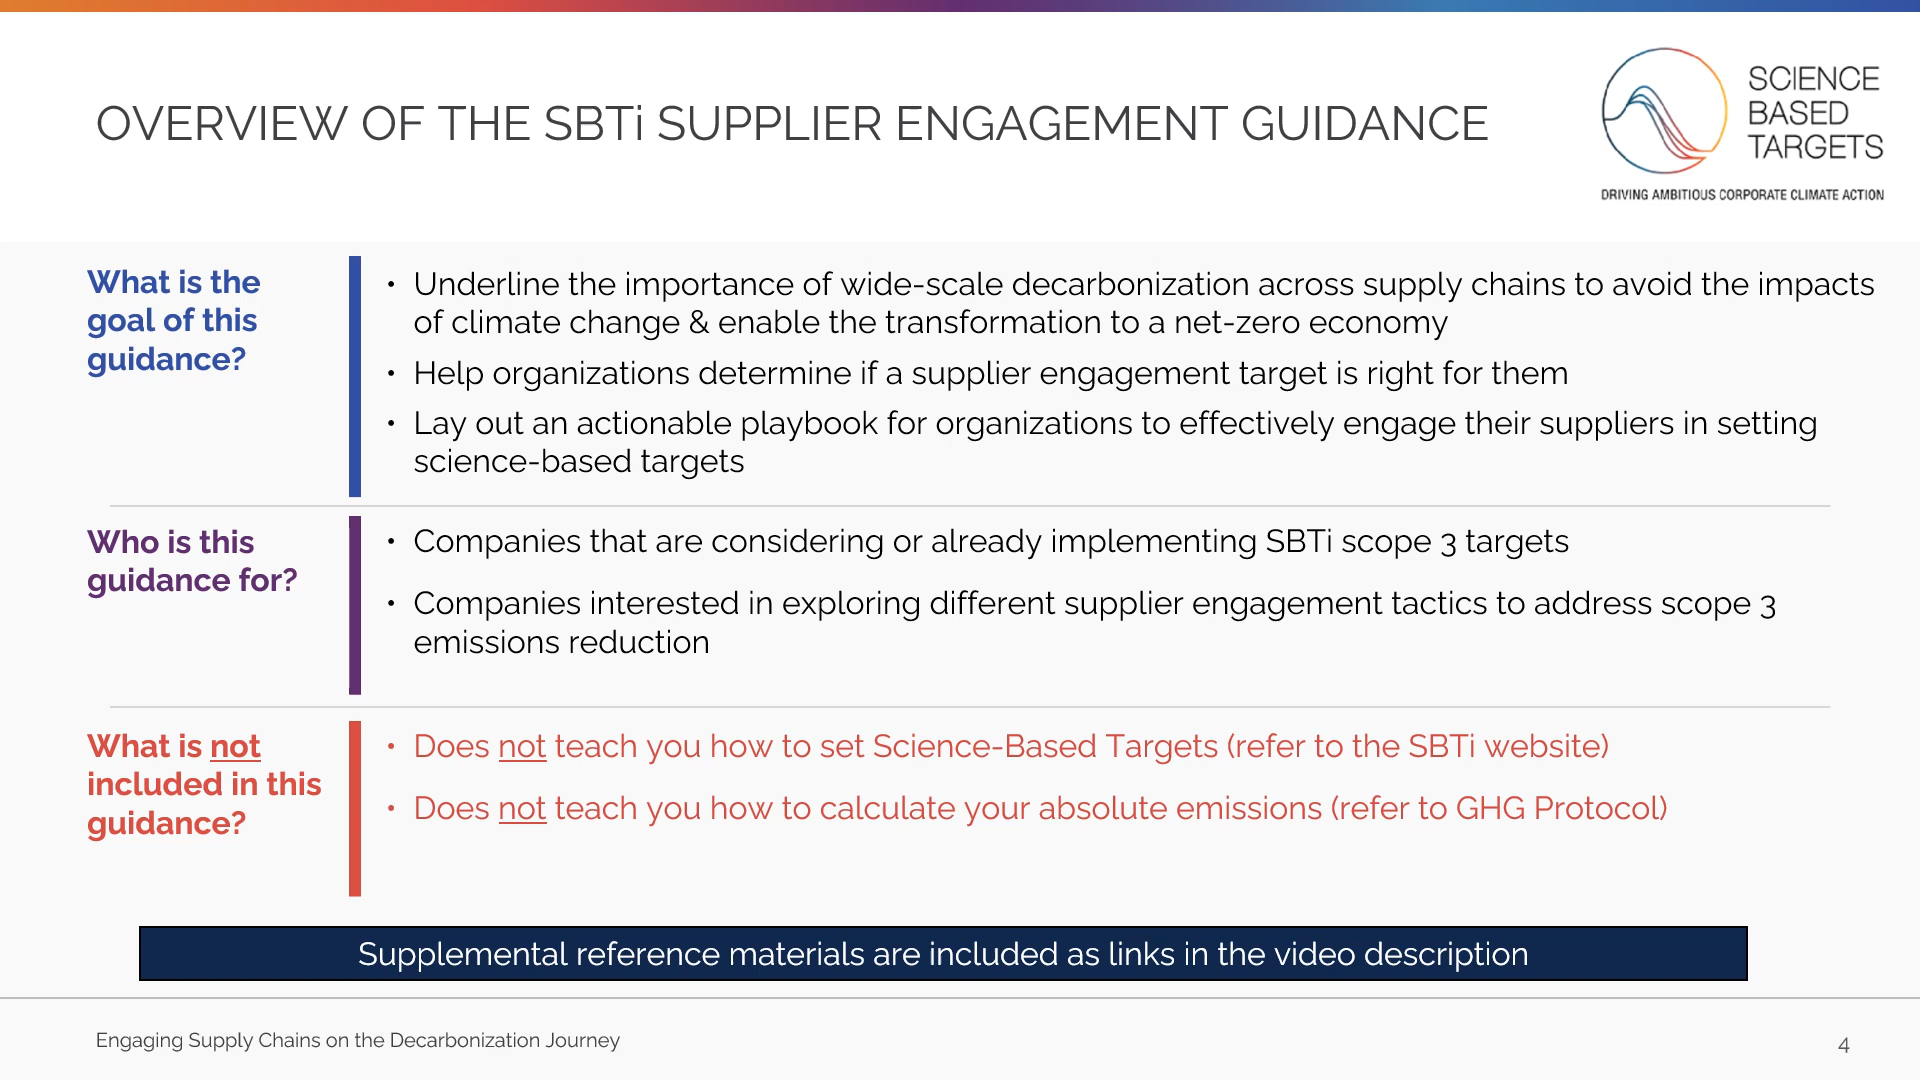 OVERVIEW OF THE SBTi SUPPLIER ENGAGEMENT GUIDANCE
SCIENCE
BASED
TARGETS
DRIVING AMBITIOUS CORPORATE CLIMATE ACTION
What is the
goal of this
guidance?
• Underline the importance of wide-scale decarbonization across supply chains to avoid the impacts
of climate change & enable the transformation to a net-zero economy
• Help organizations determine if a supplier engagement target is right for them
• Lay out an actionable playbook for organizations to effectively engage their suppliers in setting
science-based targets
Who is this
guidance for?
• Companies that are considering or already implementing SBTi scope 3 targets
• Companies interested in exploring different supplier engagement tactics to address scope 3
emissions reduction
What is not
included in this
guidance?
• Does not teach you how to set Science-Based Targets (refer to the SBTi website)
• Does not teach you how to calculate your absolute emissions (refer to GHG Protocol)
Supplemental reference materials are included as links in the video description
Engaging Supply Chains on the Decarbonization Journey
4